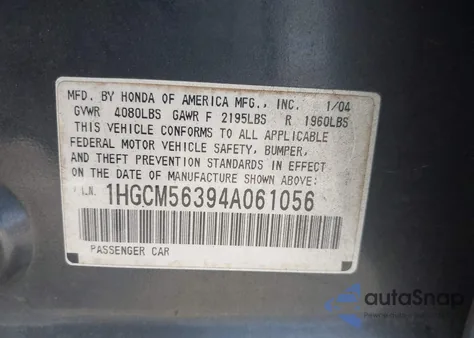 MFD. BY HONDA OF AMERICA MFG., INC. 1/04
GVWR 4080LBS GAWR F 2195LBS R 1960LBS
THIS VEHICLE CONFORMS TO ALL APPLICABLE
FEDERAL MOTOR VEHICLE SAFETY, BUMPER,
AND THEFT PREVENTION STANDARDS IN EFFECT
ON THE DATE OF MANUFACTURE SHOWN ABOVE:
1HGCM56394A061056
PASSENGER CAR
autoSnap